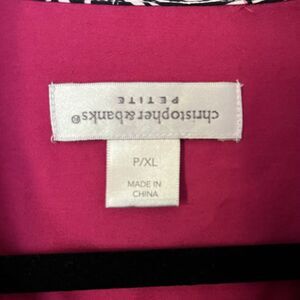 christopher&banks®
PETITE
P/XL
MADE IN
CHINA